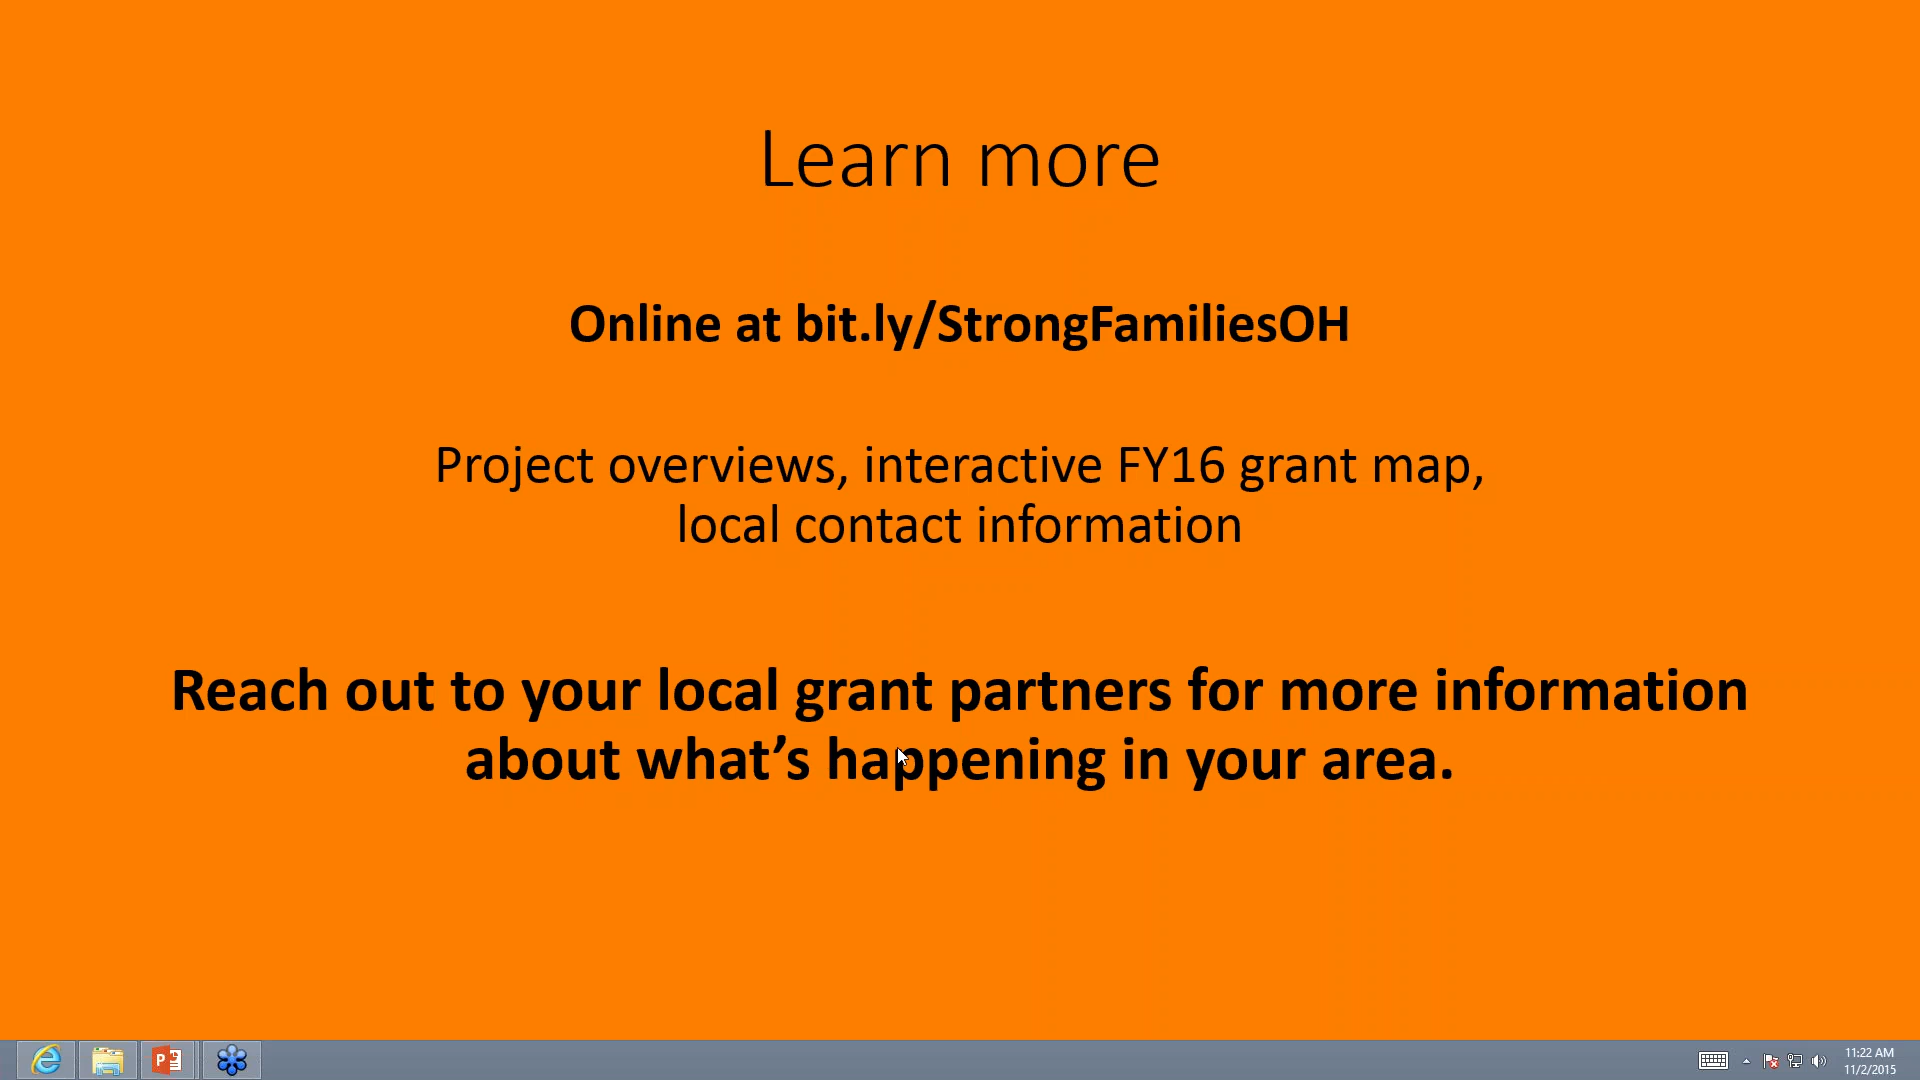 Learn more
Online at bit.ly/StrongFamiliesOH
Project overviews, interactive FY16 grant map,
local contact information
Reach out to your local grant partners for more information
about what’s happening in your area.
11:22 AM
11/2/2015